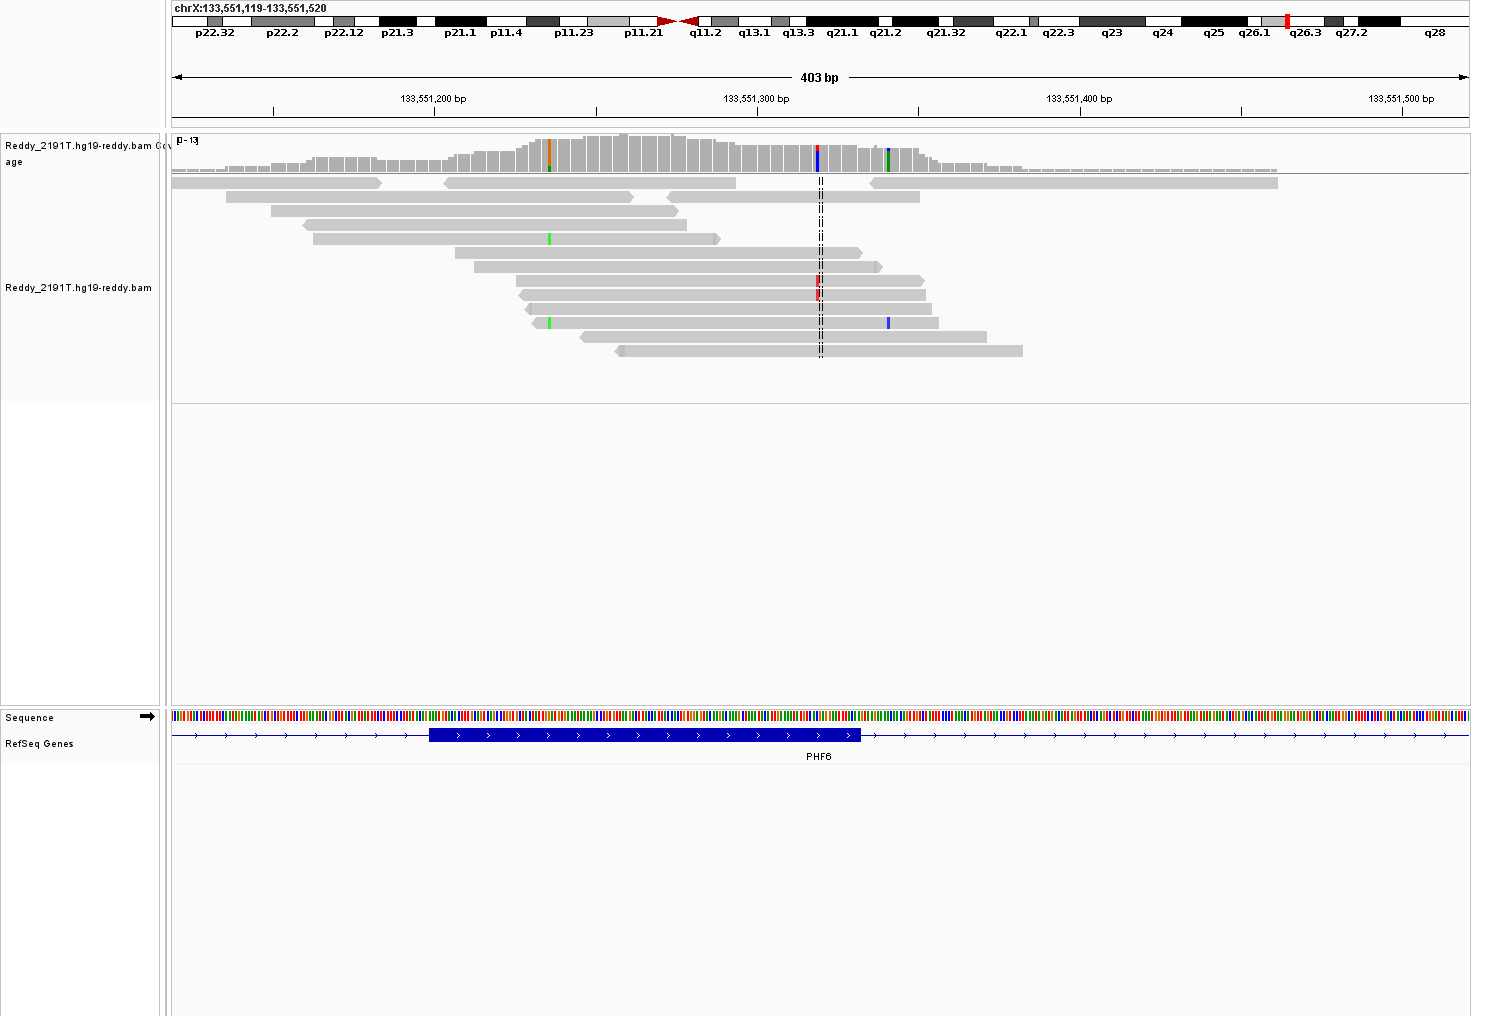 chrX:133,551,119-133,551,520
p22.32 p22.2 p22.12 p21.3 p21.1 p11.4 p11.23 p11.21 q11.2 q13.1 q13.3 q21.1 q21.2 q21.32 q22.1 q22.3 q23 q24 q25 q26.1 q26.3 q27.2 q28
403 bp
133,551,200 bp 133,551,300 bp 133,551,400 bp 133,551,500 bp
[0 - 13]
Reddy_2191T.hg19-reddy.bam Cov
age
Reddy_2191T.hg19-reddy.bam
Sequence
RefSeq Genes
PHF6